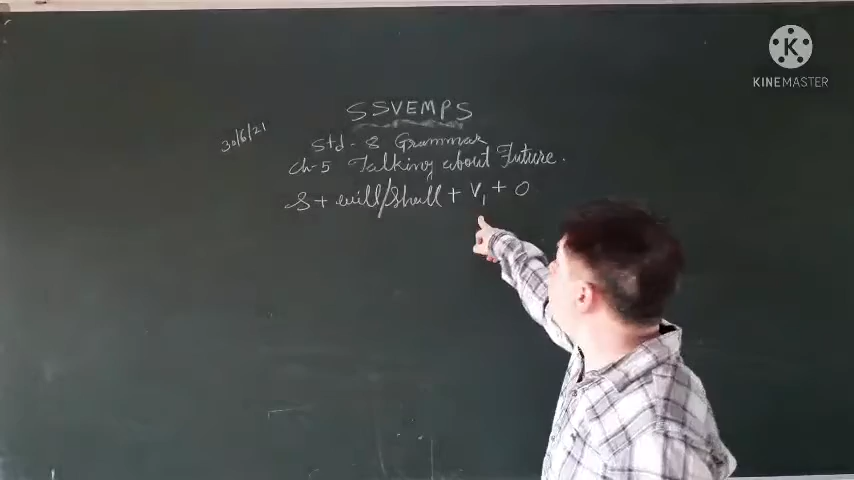 SSVEMPS
30/6/21
Std - 8 Grammar
Ch-5 Talking about Future.
S + will/Shall + V1 + O
KINEMASTER